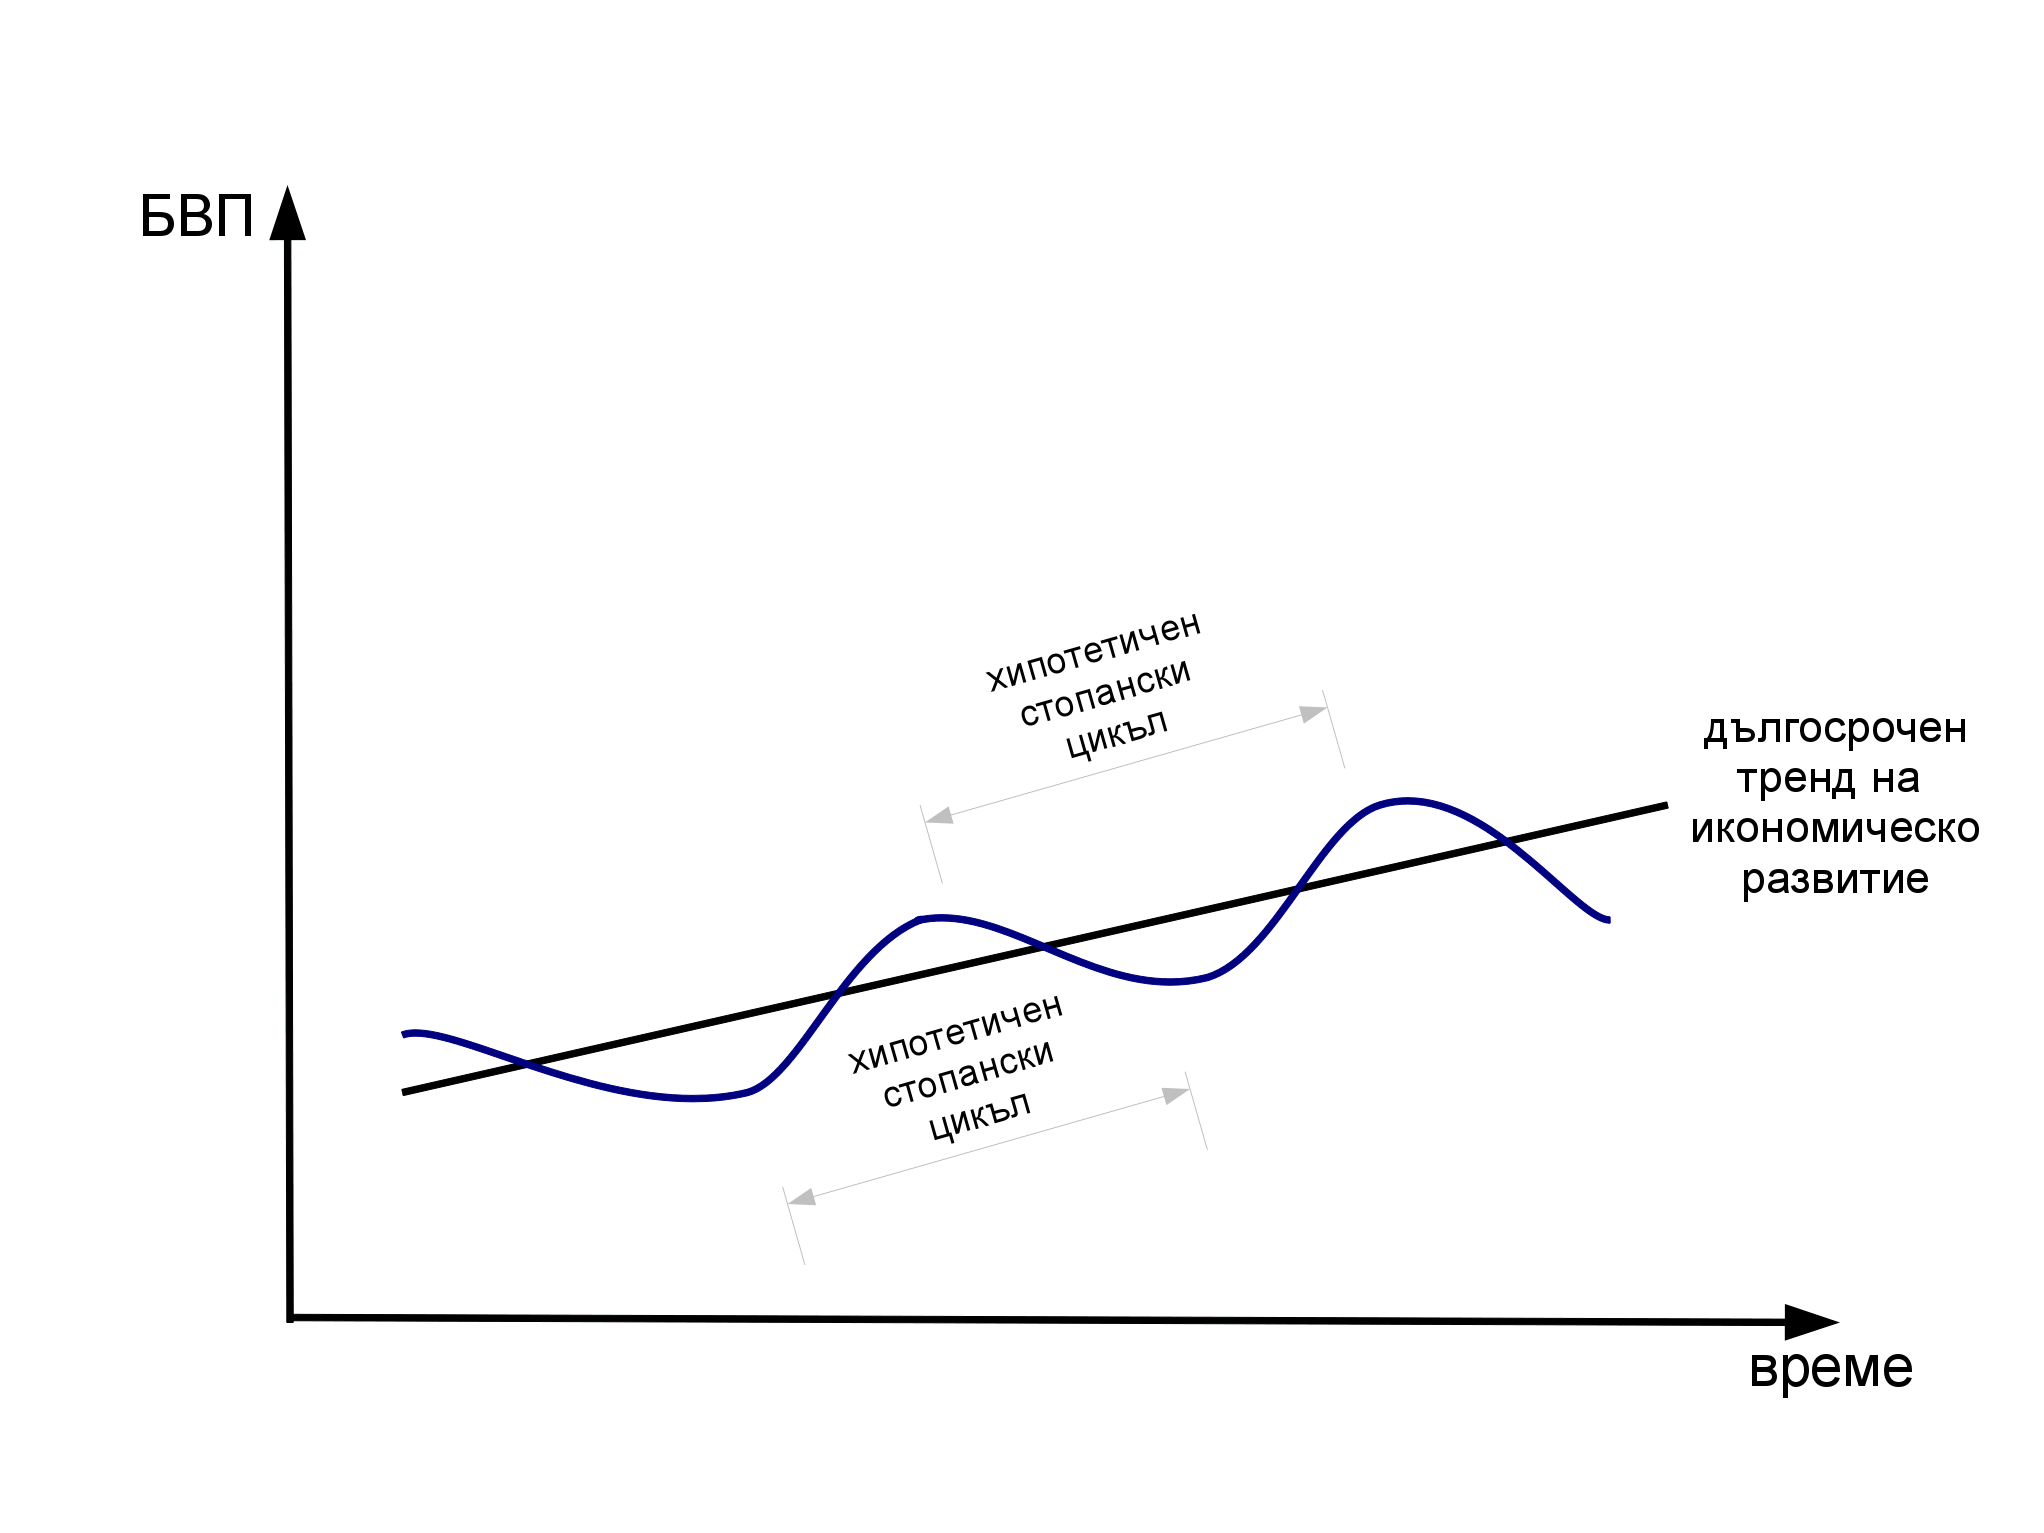 БВП
хипотетичен
стопански
цикъл
дългосрочен
тренд на
икономическо
развитие
хипотетичен
стопански
цикъл
време